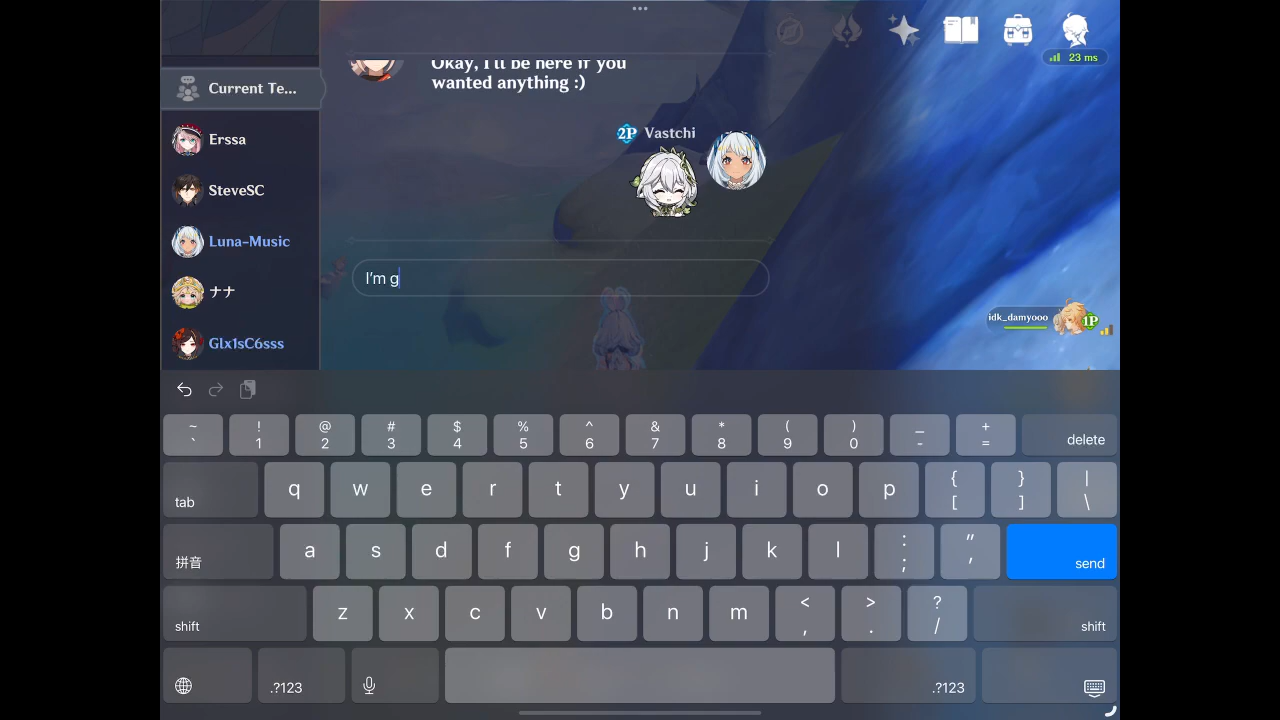 Okay, I'll be here if you
wanted anything :)
23 ms
Current Te...
2P Vastchi
Erssa
SteveSC
Luna-Music
ナナ
Glx1sC6sss
I'm g
idk_damyooo
1P
~ ! @ # $ % ^ & * ( ) _ +
` 1 2 3 4 5 6 7 8 9 0 - = delete
tab q w e r t y u i o p { [ } ] | \
拼音 a s d f g h j k l : ; " ' send
shift z x c v b n m < , > . ? / shift
.?123 .?123